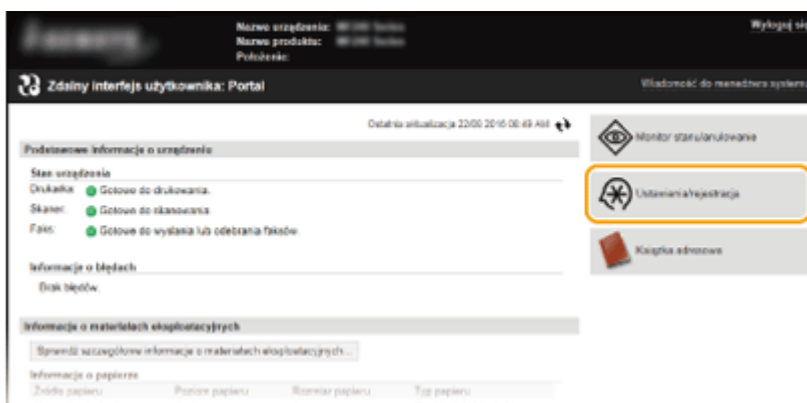 Nazwa urządzenia:
Nazwa produktu:
Położenie:
Wyloguj się
Zdalny interfejs użytkownika: Portal
Wiadomość do menedżera systemu
Ostatnia aktualizacja: 22/08 2016 08:49 AM
Podstawowe informacje o urządzeniu
Stan urządzenia
Drukarka: Gotowe do drukowania.
Skaner: Gotowe do skanowania.
Faks: Gotowe do wysłania lub odebrania faksów.
Informacje o błędach
Brak błędów.
Informacje o materiałach eksploatacyjnych
Sprawdź szczegółowe informacje o materiałach eksploatacyjnych...
Informacje o papierze
Źródło papieru Poziom papieru Rozmiar papieru Typ papieru
Monitor stanu/anulowanie
Ustawienia/rejestracja
Książka adresowa